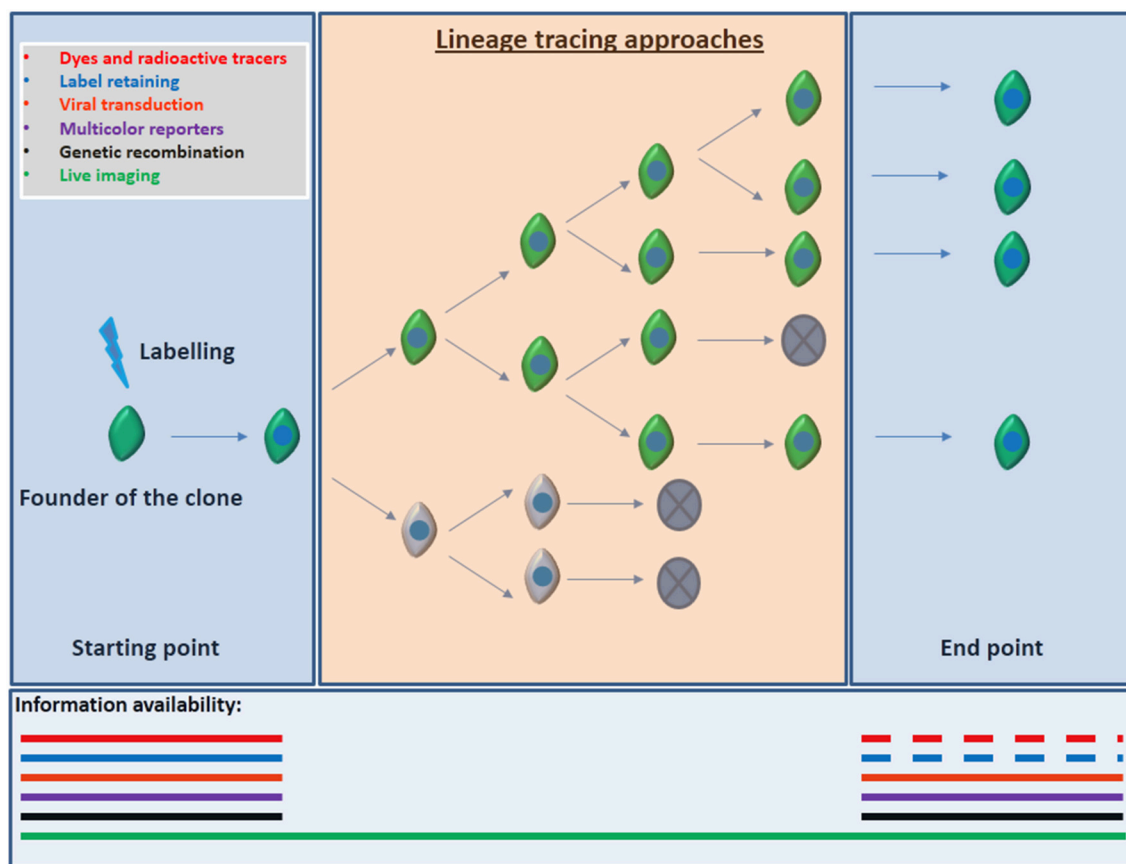 Lineage tracing approaches
Dyes and radioactive tracers
Label retaining
Viral transduction
Multicolor reporters
Genetic recombination
Live imaging
Labelling
Founder of the clone
Starting point
End point
Information availability: